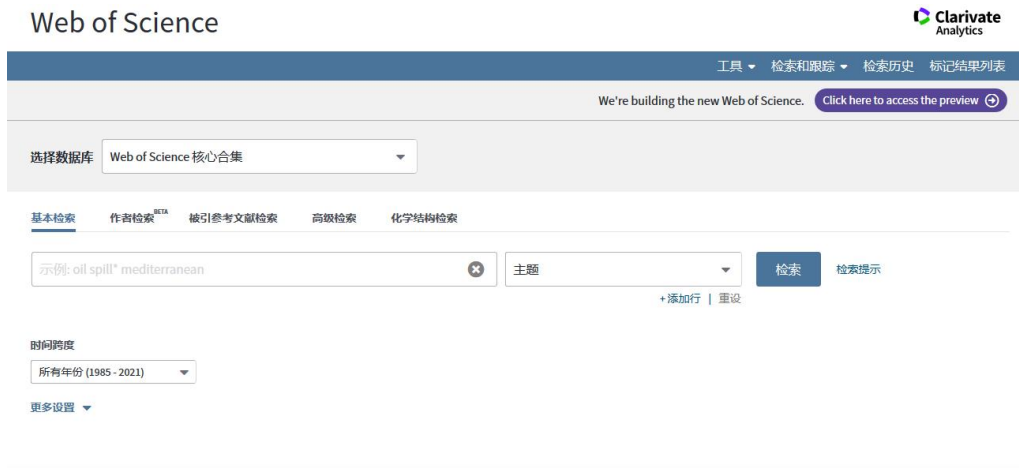 Web of Science
Clarivate
Analytics
工具 检索和跟踪 检索历史 标记结果列表
We're building the new Web of Science. Click here to access the preview
选择数据库 Web of Science 核心合集
基本检索 作者检索BETA 被引参考文献检索 高级检索 化学结构检索
示例: oil spill* mediterranean 主题 检索 检索提示
+添加行 | 重设
时间跨度
所有年份 (1985 - 2021)
更多设置